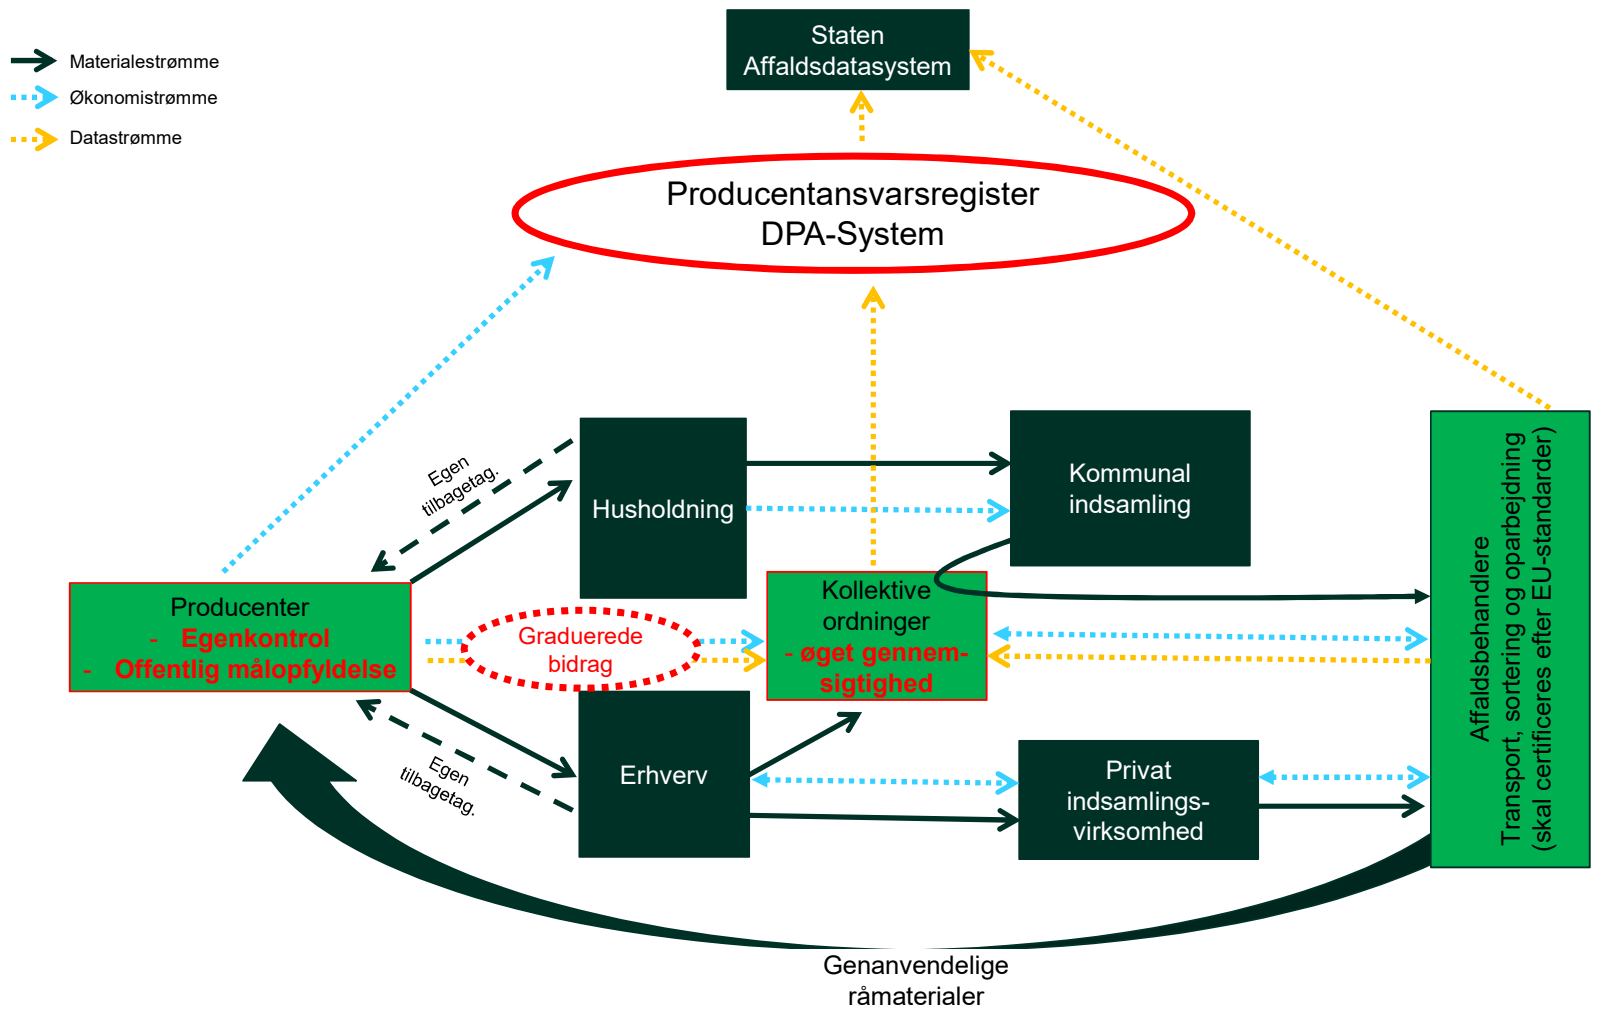 Staten
Affaldsdatasystem
Materialestrømme
Økonomistrømme
Datastrømme
Producentansvarsregister
DPA-System
Egen
tilbagetag.
Husholdning
Kommunal
indsamling
Producenter
- Egenkontrol
- Offentlig målopfyldelse
Graduerede
bidrag
Kollektive
ordninger
- øget gennem-
sigtighed
Affaldsbehandlere
Transport, sortering og oparbejdning
(skal certificeres efter EU-standarder)
Egen
tilbagetag.
Erhverv
Privat
indsamlings-
virksomhed
Genanvendelige
råmaterialer